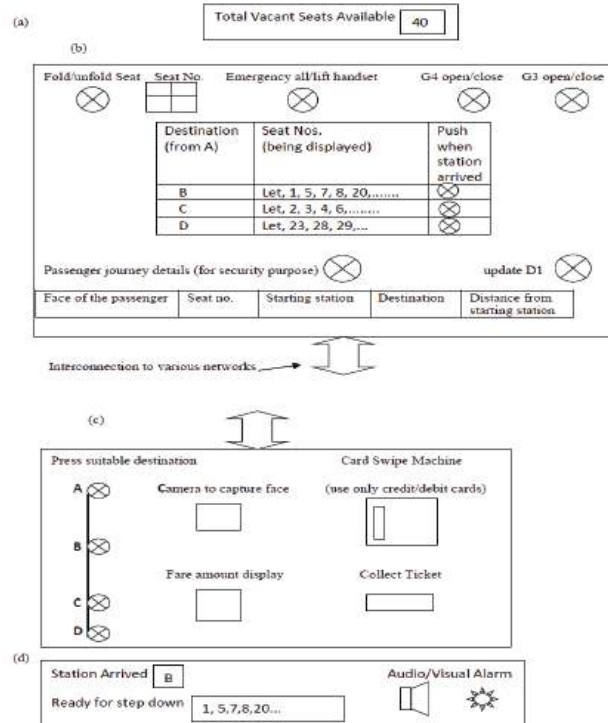 (a)
Total Vacant Seats Available 40
(b)
Fold/unfold Seat Seat No. Emergency all/lift handset G4 open/close G3 open/close
Destination (from A) Seat Nos. (being displayed) Push when station arrived
B Let, 1, 5, 7, 8, 20,.......
C Let, 2, 3, 4, 6,.........
D Let, 23, 28, 29,...
Passenger journey details (for security purpose) update D1
Face of the passenger Seat no. Starting station Destination Distance from starting station
Interconnection to various networks
(c)
Press suitable destination Card Swipe Machine
A Camera to capture face (use only credit/debit cards)
B
Fare amount display Collect Ticket
C
D
(d)
Station Arrived B Audio/Visual Alarm
Ready for step down 1, 5,7,8,20...